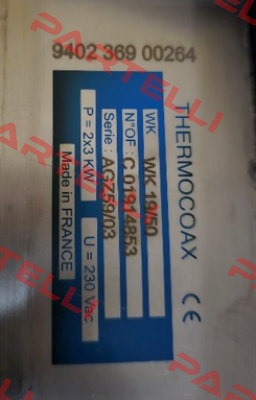 9402 369 00264
THERMOCOAX CE
WK WK 19/50
N°OF : C 01914853
Serie : AGZ59/03
P = 2x3 KW U = 230 Vac
Made in FRANCE
PARTELLI
PARTELLI
PARTELLI